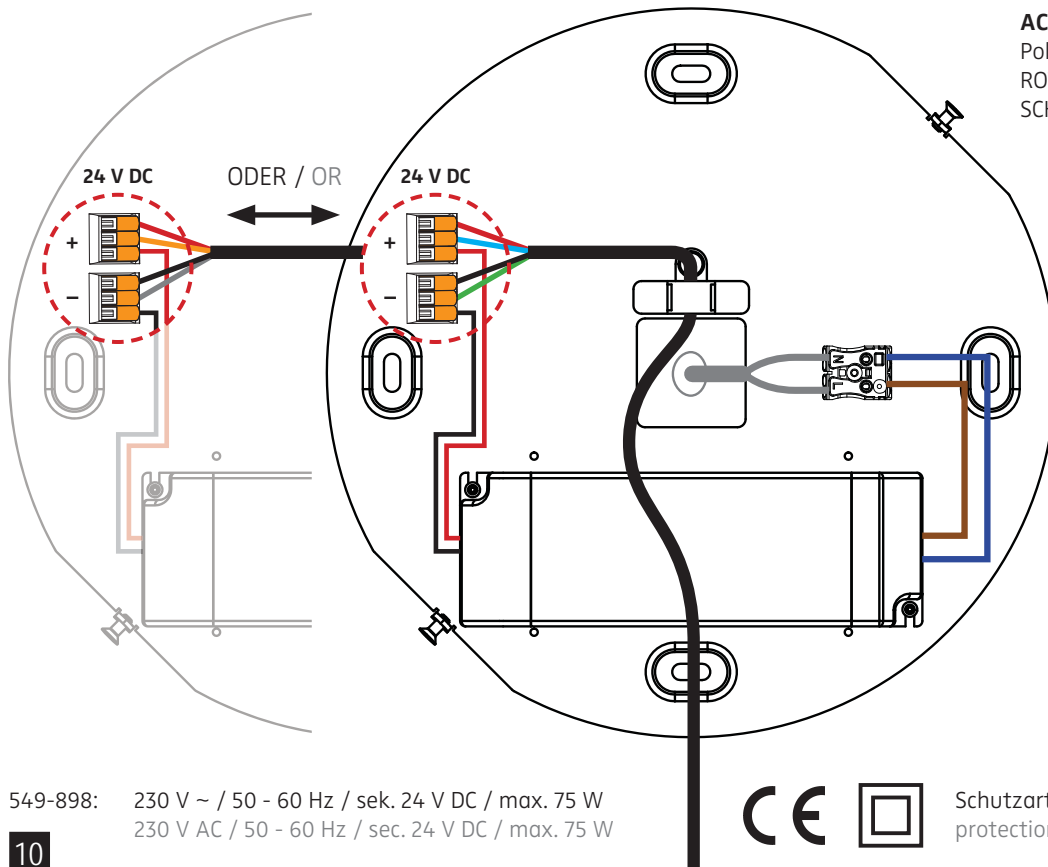 AC
Pol
RO
SCH
24 V DC
ODER / OR
24 V DC
+
−
+
−
N
L
549-898: 230 V ~ / 50 - 60 Hz / sek. 24 V DC / max. 75 W
230 V AC / 50 - 60 Hz / sec. 24 V DC / max. 75 W
CE
Schutzart
protection
10